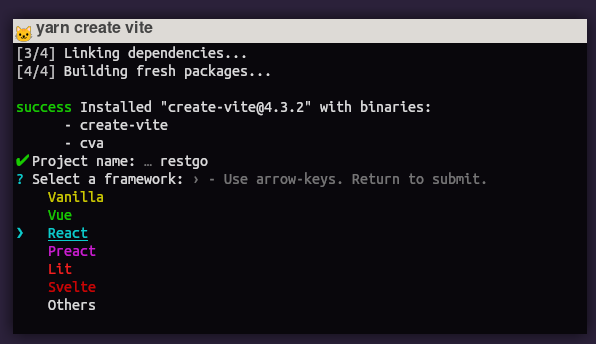 yarn create vite
[3/4] Linking dependencies...
[4/4] Building fresh packages...
success Installed "create-vite@4.3.2" with binaries:
- create-vite
- cva
✔ Project name: … restgo
? Select a framework: › - Use arrow-keys. Return to submit.
Vanilla
Vue
❯ React
Preact
Lit
Svelte
Others